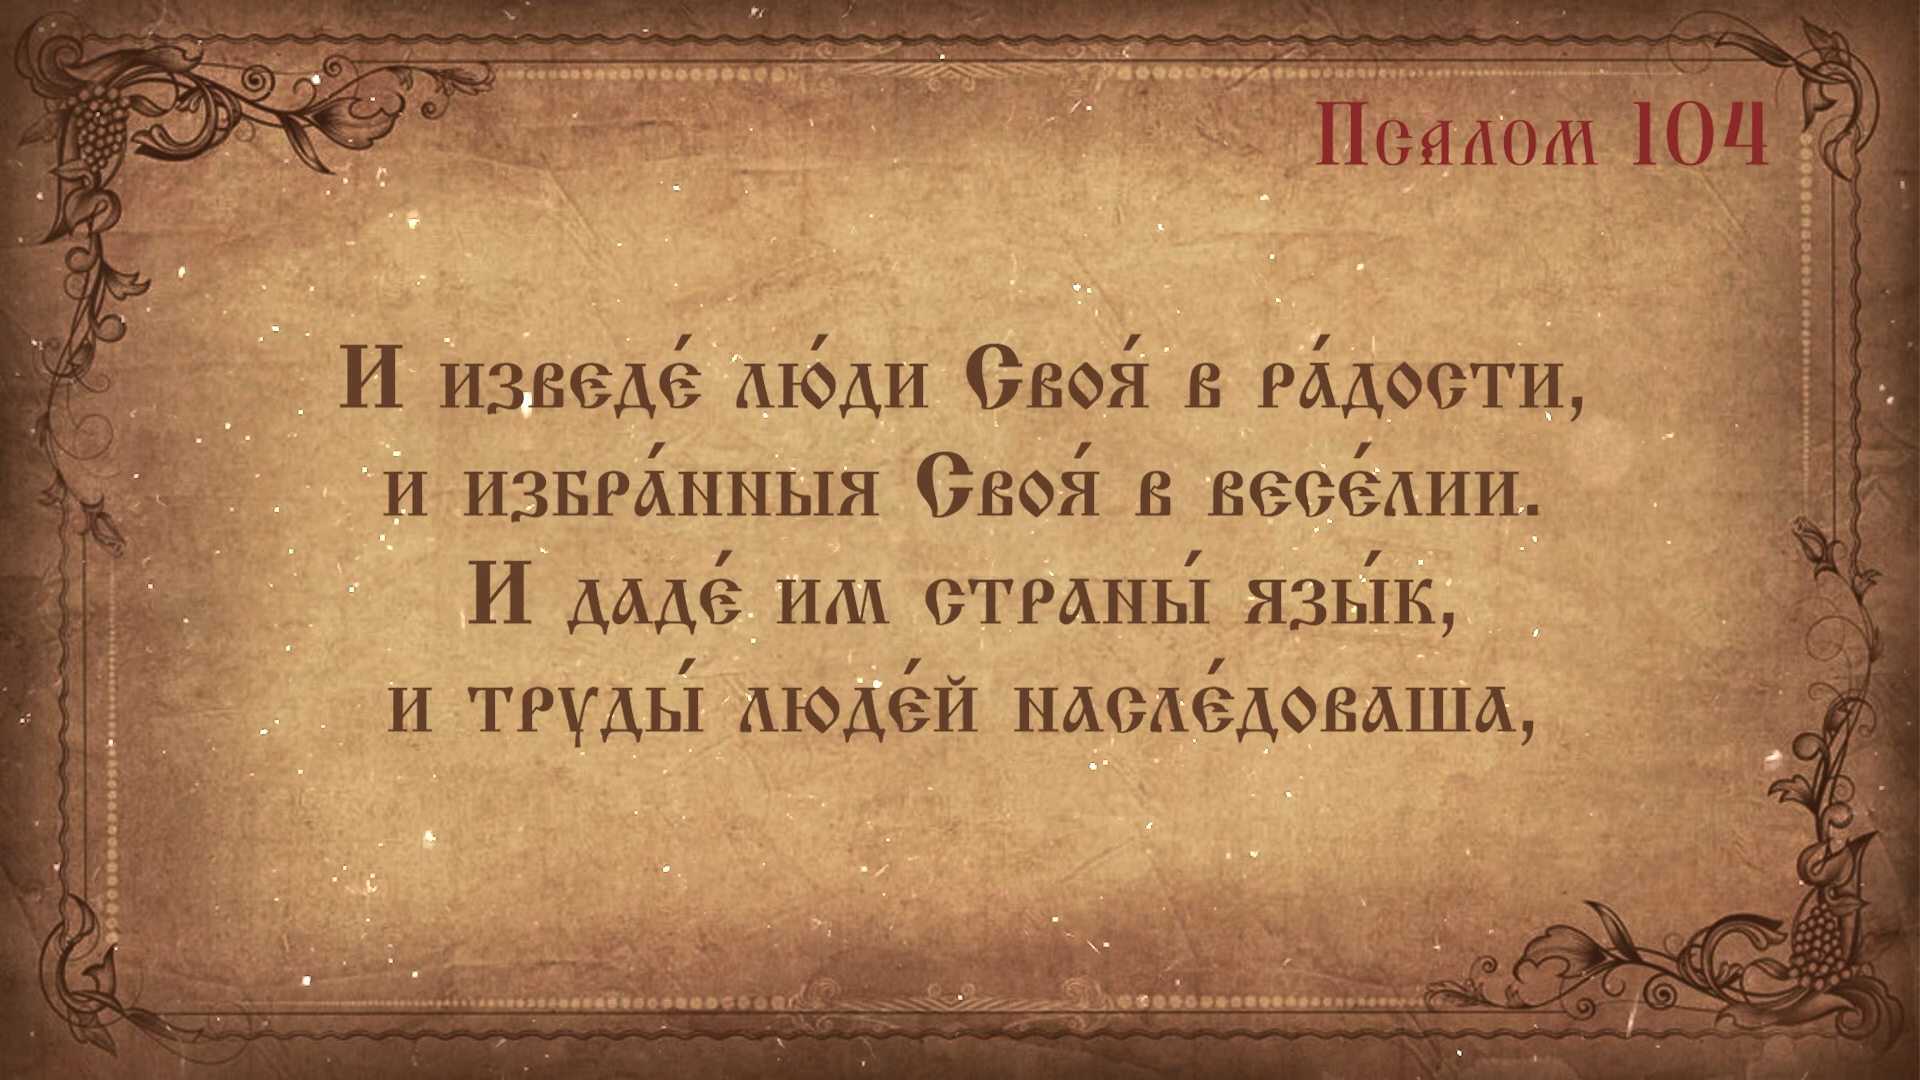 Псалом 104
И изведе́ лю́ди Своя́ в ра́дости,
и избра́нныя Своя́ в весе́лии.
И даде́ им страны́ язы́к,
и труды́ люде́й насле́доваша,